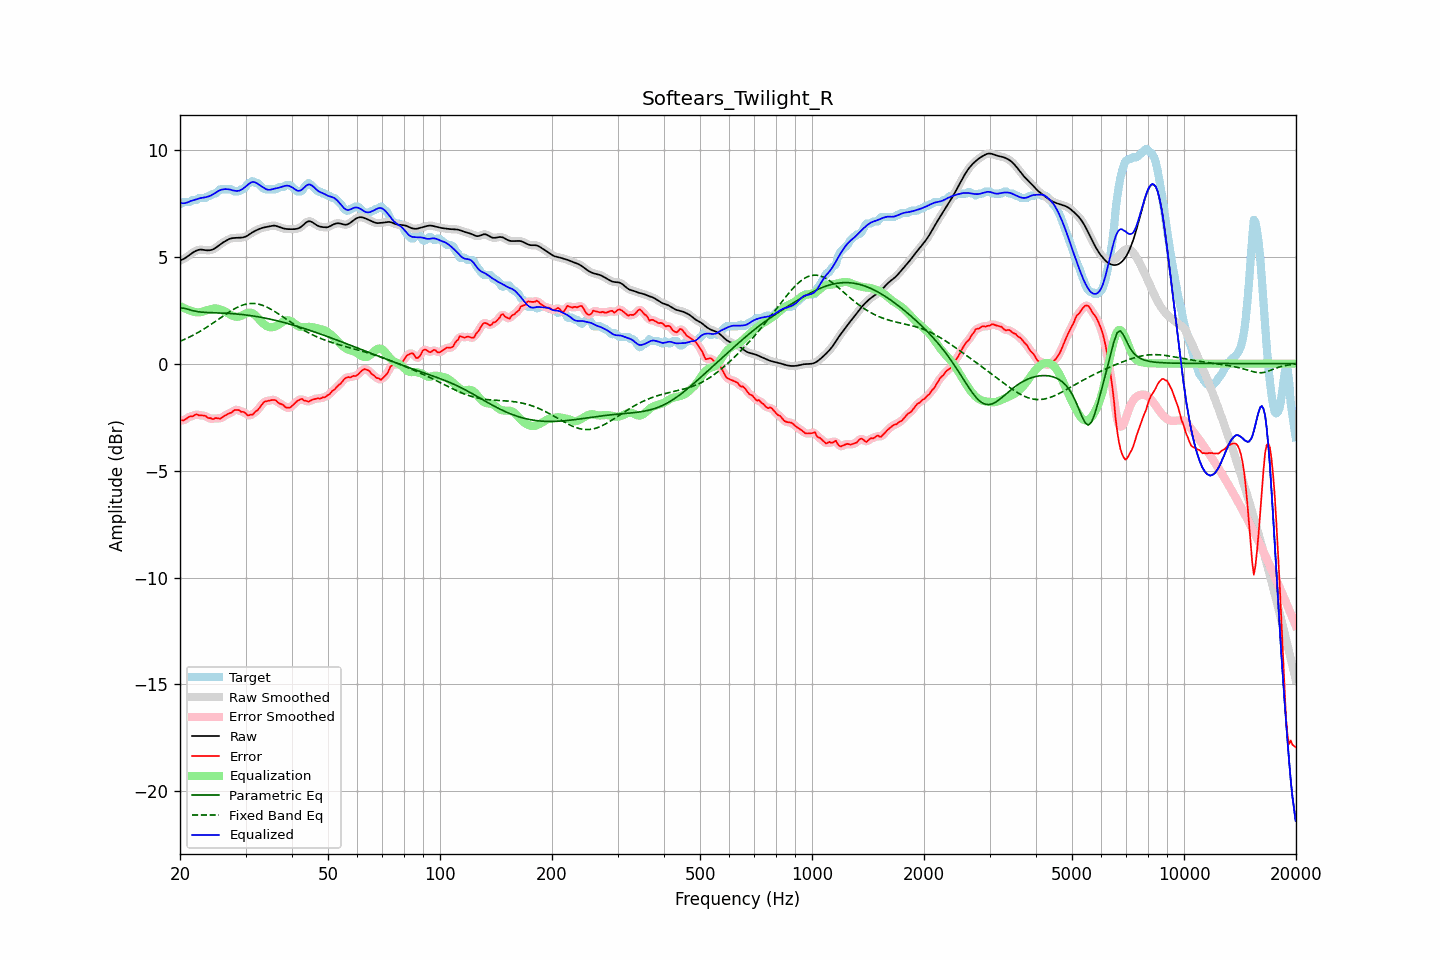 Softears_Twilight_R
10
5
0
−5
−10
−15
−20
Amplitude (dBr)
Target
Raw Smoothed
Error Smoothed
Raw
Error
Equalization
Parametric Eq
Fixed Band Eq
Equalized
20 50 100 200 500 1000 2000 5000 10000 20000
Frequency (Hz)